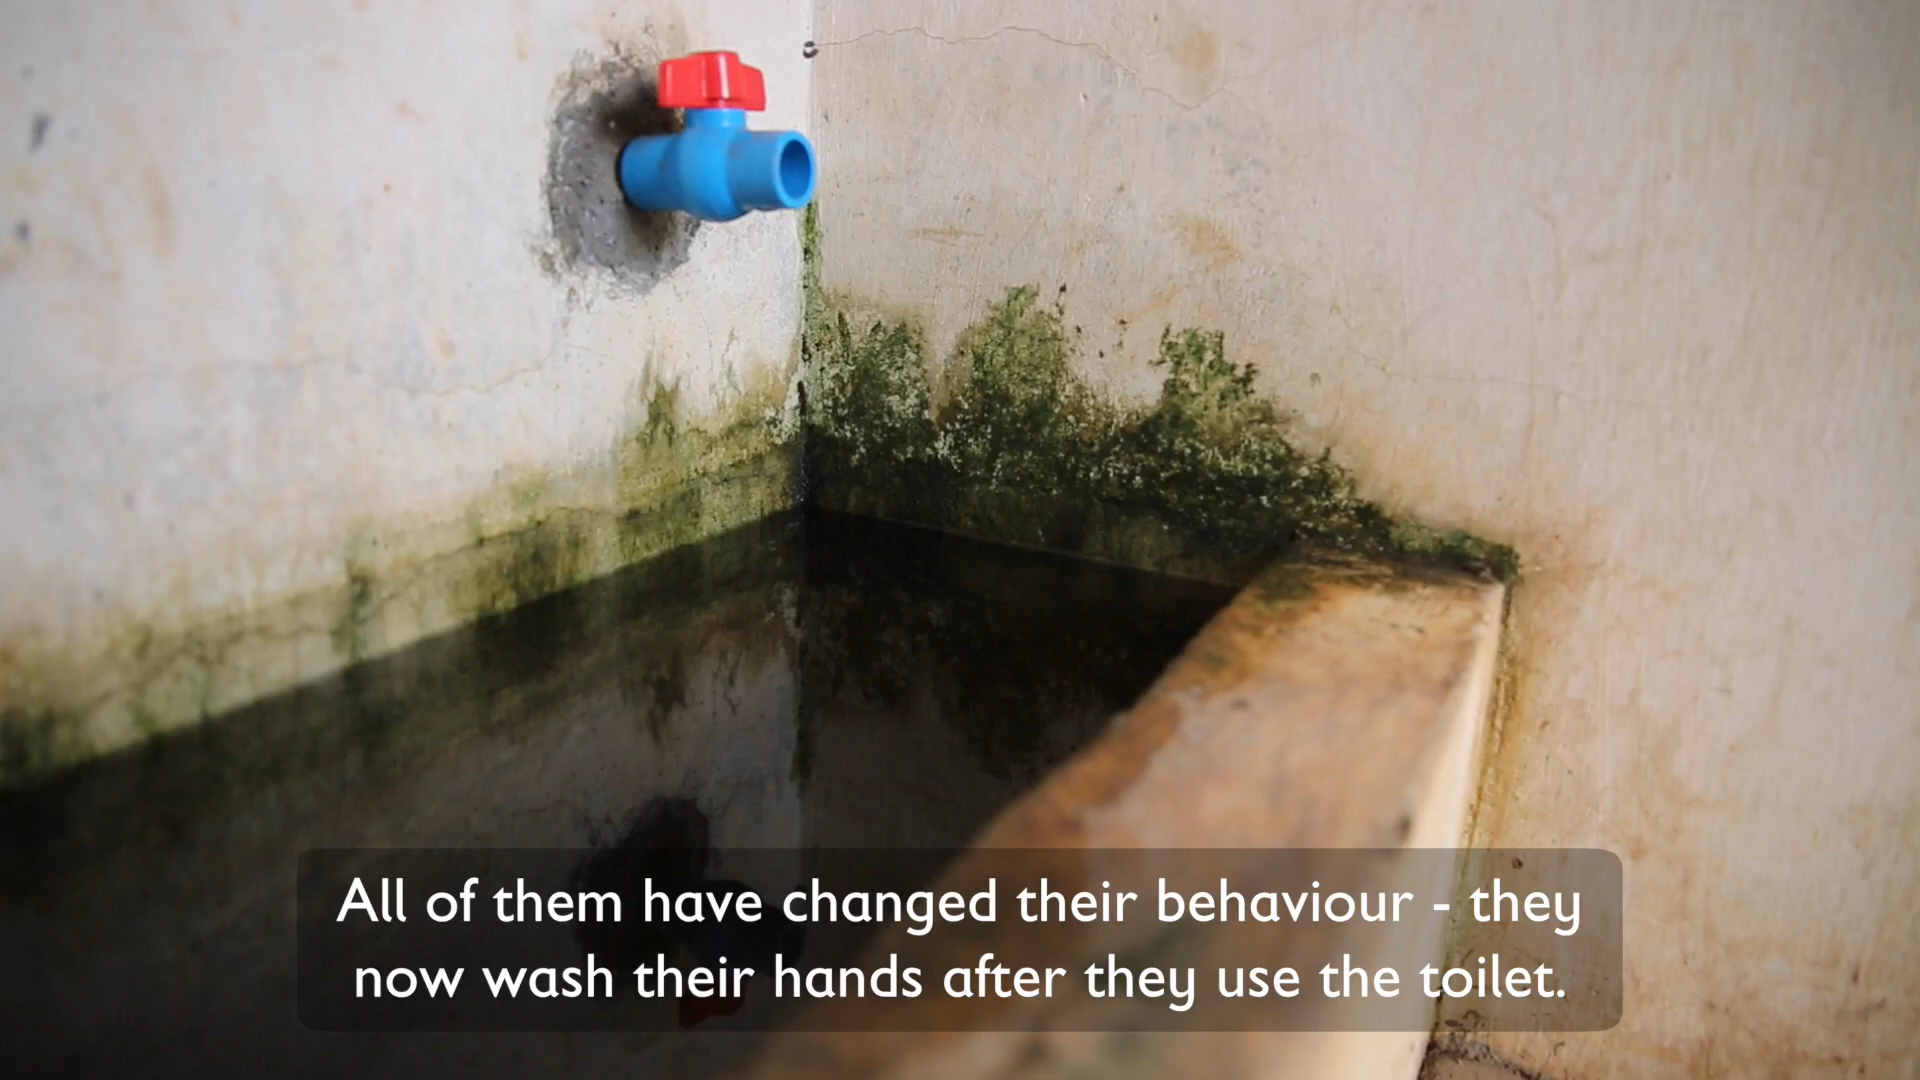 All of them have changed their behaviour - they
now wash their hands after they use the toilet.